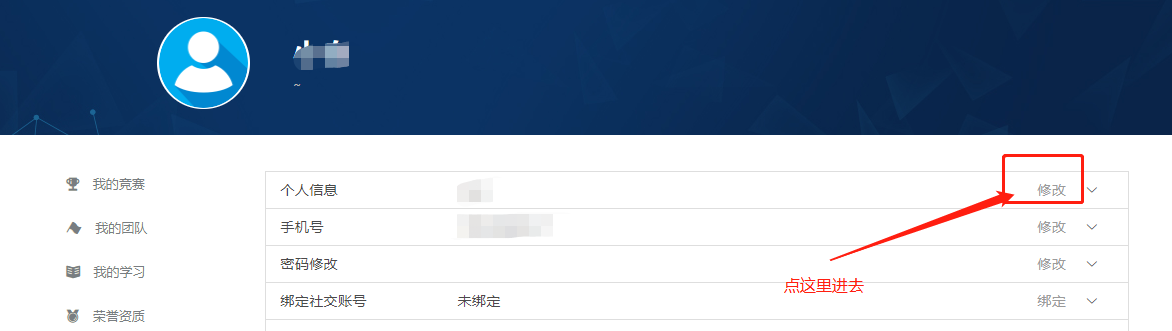 ~
我的竞赛
我的团队
我的学习
荣誉资质
个人信息 修改
手机号 修改
密码修改 修改
绑定社交账号 未绑定 绑定
点这里进去